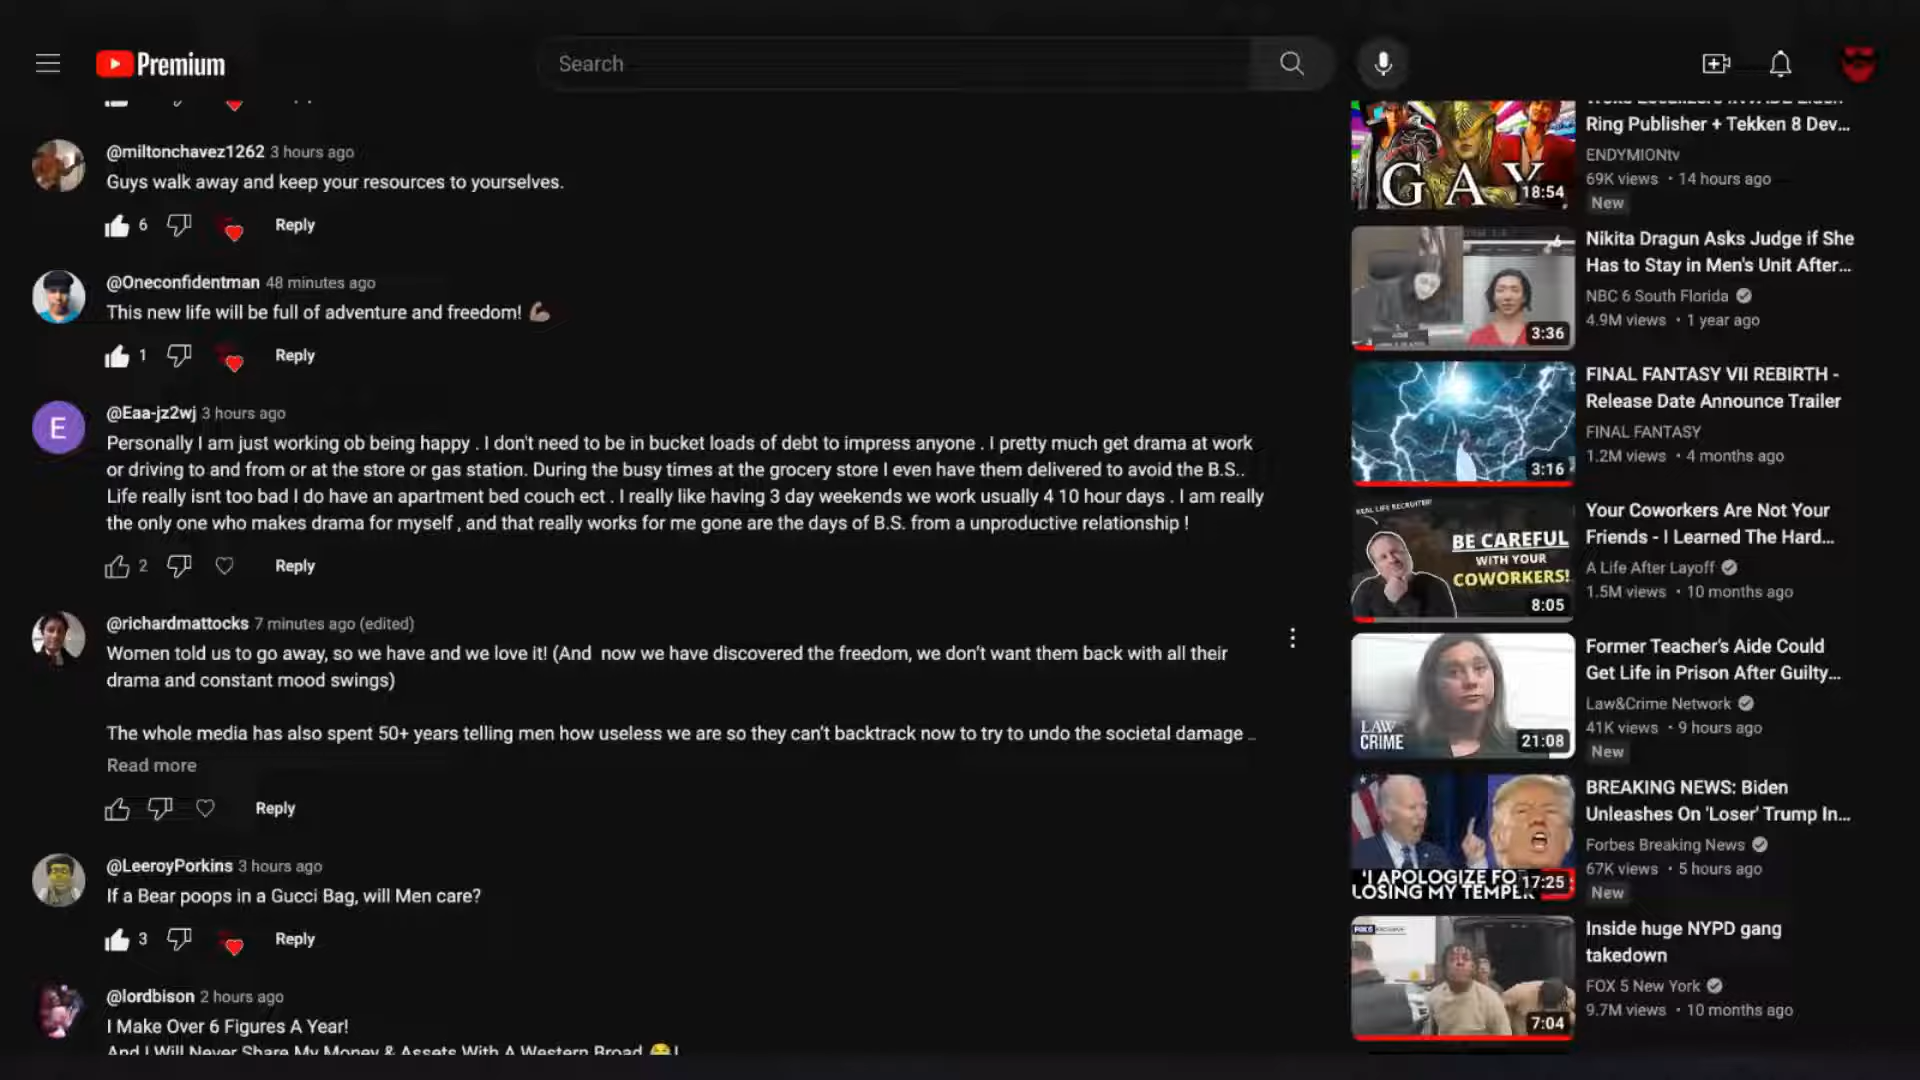 Premium
Search
@miltonchavez1262 3 hours ago
Guys walk away and keep your resources to yourselves.
6
Reply
@Oneconfidentman 48 minutes ago
This new life will be full of adventure and freedom! 💪🏽
1
Reply
E
@Eaa-jz2wj 3 hours ago
Personally I am just working ob being happy . I don't need to be in bucket loads of debt to impress anyone . I pretty much get drama at work
or driving to and from or at the store or gas station. During the busy times at the grocery store I even have them delivered to avoid the B.S..
Life really isnt too bad I do have an apartment bed couch ect . I really like having 3 day weekends we work usually 4 10 hour days . I am really
the only one who makes drama for myself , and that really works for me gone are the days of B.S. from a unproductive relationship !
2
Reply
@richardmattocks 7 minutes ago (edited)
Women told us to go away, so we have and we love it! (And now we have discovered the freedom, we don't want them back with all their
drama and constant mood swings)
The whole media has also spent 50+ years telling men how useless we are so they can't backtrack now to try to undo the societal damage ...
Read more
Reply
@LeeroyPorkins 3 hours ago
If a Bear poops in a Gucci Bag, will Men care?
3
Reply
@lordbison 2 hours ago
I Make Over 6 Figures A Year!
And I Will Never Share My Money & Assets With A Western Broad 😂!
GAY
18:54
Ring Publisher + Tekken 8 Dev...
ENDYMIONtv
69K views • 14 hours ago
New
3:36
Nikita Dragun Asks Judge if She
Has to Stay in Men's Unit After...
NBC 6 South Florida
4.9M views • 1 year ago
3:16
FINAL FANTASY VII REBIRTH -
Release Date Announce Trailer
FINAL FANTASY
1.2M views • 4 months ago
REAL LIFE RECRUITER!
BE CAREFUL
WITH YOUR
COWORKERS!
8:05
Your Coworkers Are Not Your
Friends - I Learned The Hard...
A Life After Layoff
1.5M views • 10 months ago
LAW
CRIME
21:08
Former Teacher's Aide Could
Get Life in Prison After Guilty...
Law&Crime Network
41K views • 9 hours ago
New
'I APOLOGIZE FO
LOSING MY TEMPER
17:25
BREAKING NEWS: Biden
Unleashes On 'Loser' Trump In...
Forbes Breaking News
67K views • 5 hours ago
New
7:04
Inside huge NYPD gang
takedown
FOX 5 New York
9.7M views • 10 months ago